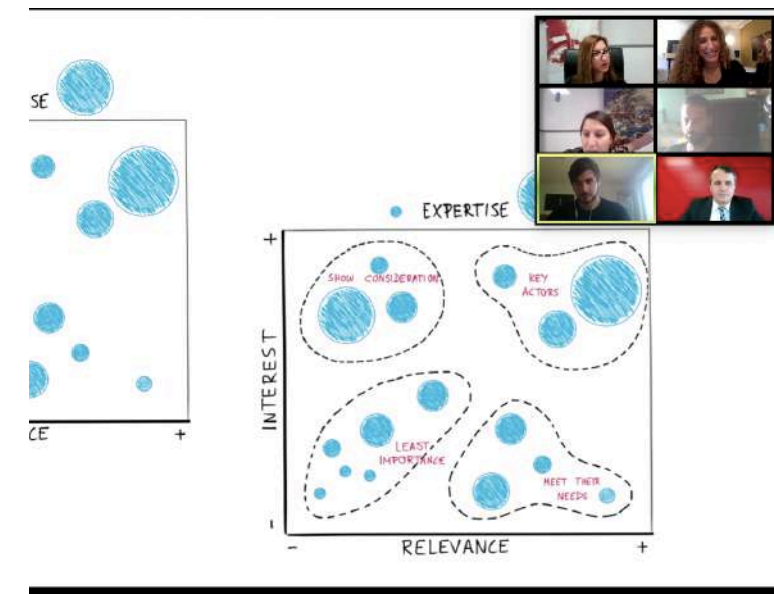 SE
CE
+
EXPERTISE
+
SHOW CONSIDERATION
KEY
ACTORS
INTEREST
LEAST
IMPORTANCE
MEET THEIR
NEEDS
-
-
RELEVANCE
+